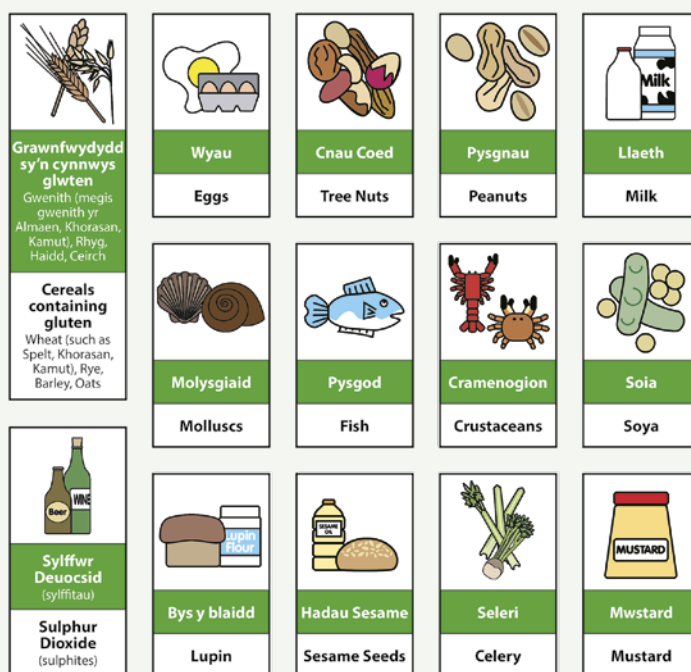 Grawnfwydydd
sy'n cynnwys
glwten
Gwenith (megis
gwenith yr
Almaen, Khorasan,
Kamut), Rhyg,
Haidd, Ceirch
Cereals
containing
gluten
Wheat (such as
Spelt, Khorasan,
Kamut), Rye,
Barley, Oats
Wyau
Eggs
Cnau Coed
Tree Nuts
Pysgnau
Peanuts
Milk
Llaeth
Milk
Molysgiaid
Molluscs
Pysgod
Fish
Cramenogion
Crustaceans
Soia
Soya
Beer
WINE
Sylffwr
Deuocsid
(sylffitau)
Sulphur
Dioxide
(sulphites)
Lupin
Flour
Bys y blaidd
Lupin
SESAME
OIL
Hadau Sesame
Sesame Seeds
Seleri
Celery
MUSTARD
Mwstard
Mustard